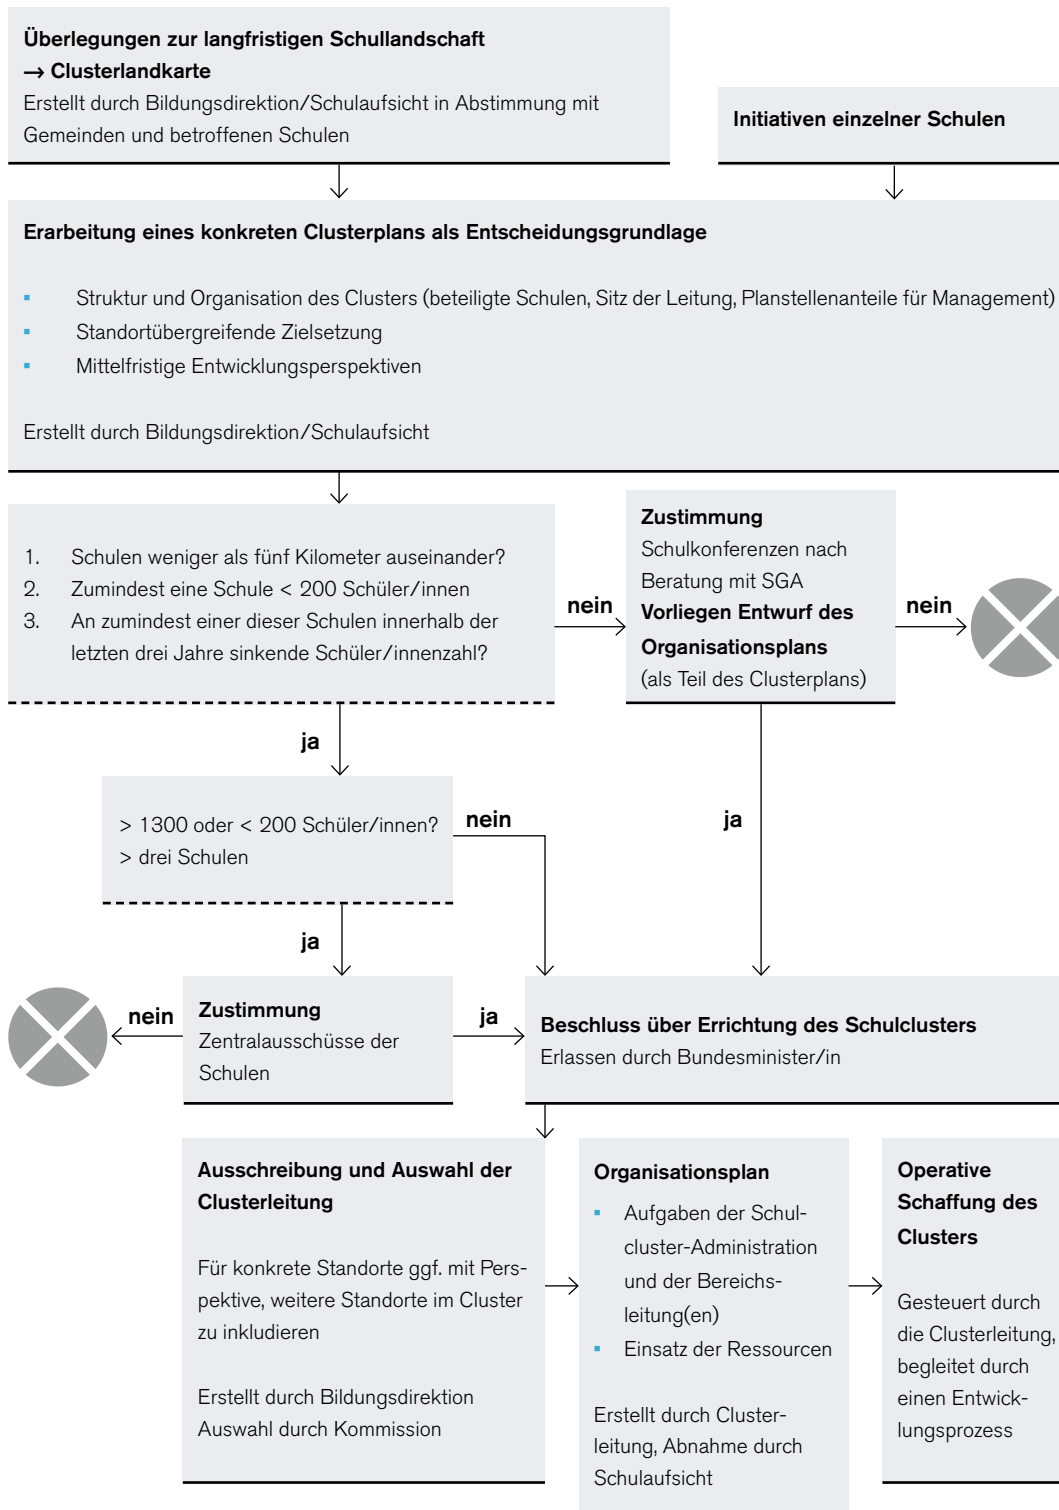 Überlegungen zur langfristigen Schullandschaft
→ Clusterlandkarte
Erstellt durch Bildungsdirektion/Schulaufsicht in Abstimmung mit
Gemeinden und betroffenen Schulen
Initiativen einzelner Schulen
Erarbeitung eines konkreten Clusterplans als Entscheidungsgrundlage
▪ Struktur und Organisation des Clusters (beteiligte Schulen, Sitz der Leitung, Planstellenanteile für Management)
▪ Standortübergreifende Zielsetzung
▪ Mittelfristige Entwicklungsperspektiven
Erstellt durch Bildungsdirektion/Schulaufsicht
1. Schulen weniger als fünf Kilometer auseinander?
2. Zumindest eine Schule < 200 Schüler/innen
3. An zumindest einer dieser Schulen innerhalb der
letzten drei Jahre sinkende Schüler/innenzahl?
nein
Zustimmung
Schulkonferenzen nach
Beratung mit SGA
Vorliegen Entwurf des
Organisationsplans
(als Teil des Clusterplans)
nein
ja
> 1300 oder < 200 Schüler/innen?
> drei Schulen
nein
ja
ja
nein
Zustimmung
Zentralausschüsse der
Schulen
ja
Beschluss über Errichtung des Schulclusters
Erlassen durch Bundesminister/in
Ausschreibung und Auswahl der
Clusterleitung
Für konkrete Standorte ggf. mit Pers-
pektive, weitere Standorte im Cluster
zu inkludieren
Erstellt durch Bildungsdirektion
Auswahl durch Kommission
Organisationsplan
▪ Aufgaben der Schul-
cluster-Administration
und der Bereichs-
leitung(en)
▪ Einsatz der Ressourcen
Erstellt durch Cluster-
leitung, Abnahme durch
Schulaufsicht
Operative
Schaffung des
Clusters
Gesteuert durch
die Clusterleitung,
begleitet durch
einen Entwick-
lungsprozess